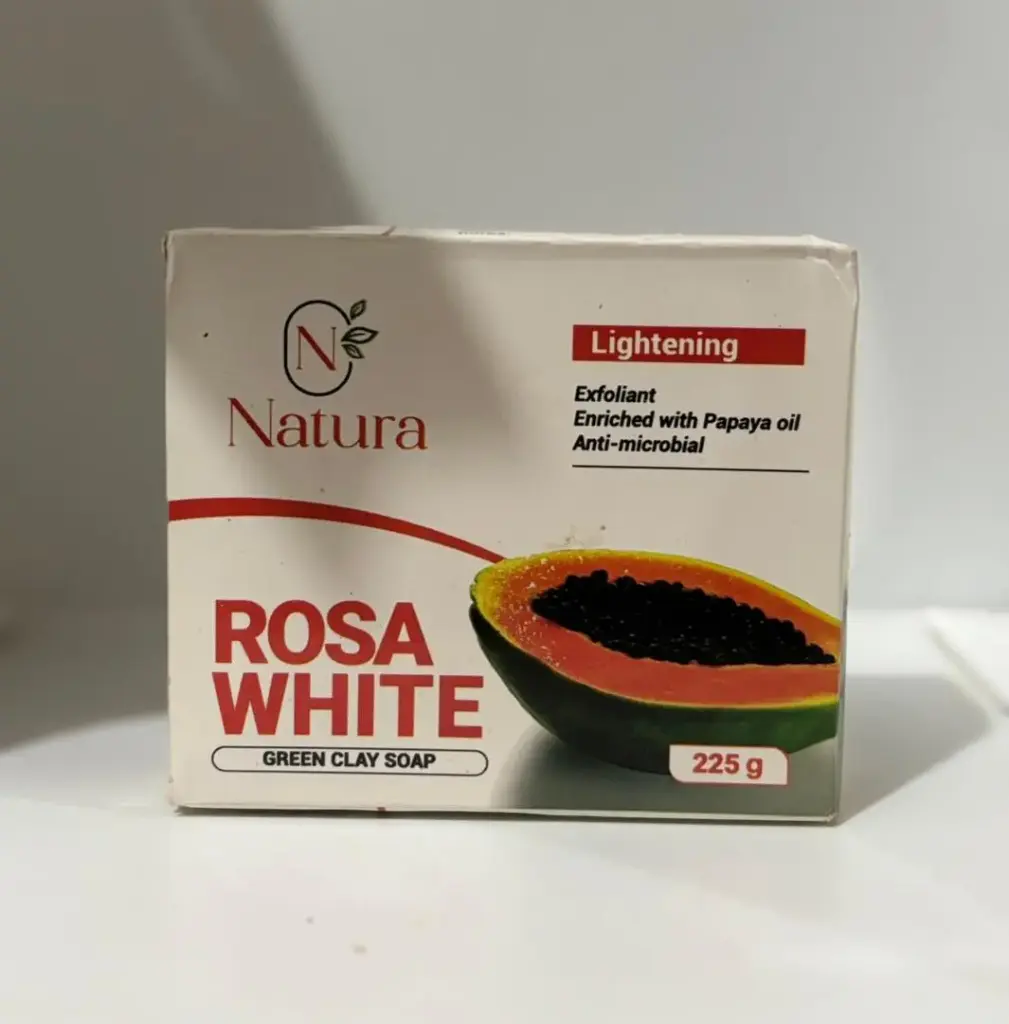 N
Natura
Lightening
Exfoliant
Enriched with Papaya oil
Anti-microbial
ROSA
WHITE
GREEN CLAY SOAP
225 g